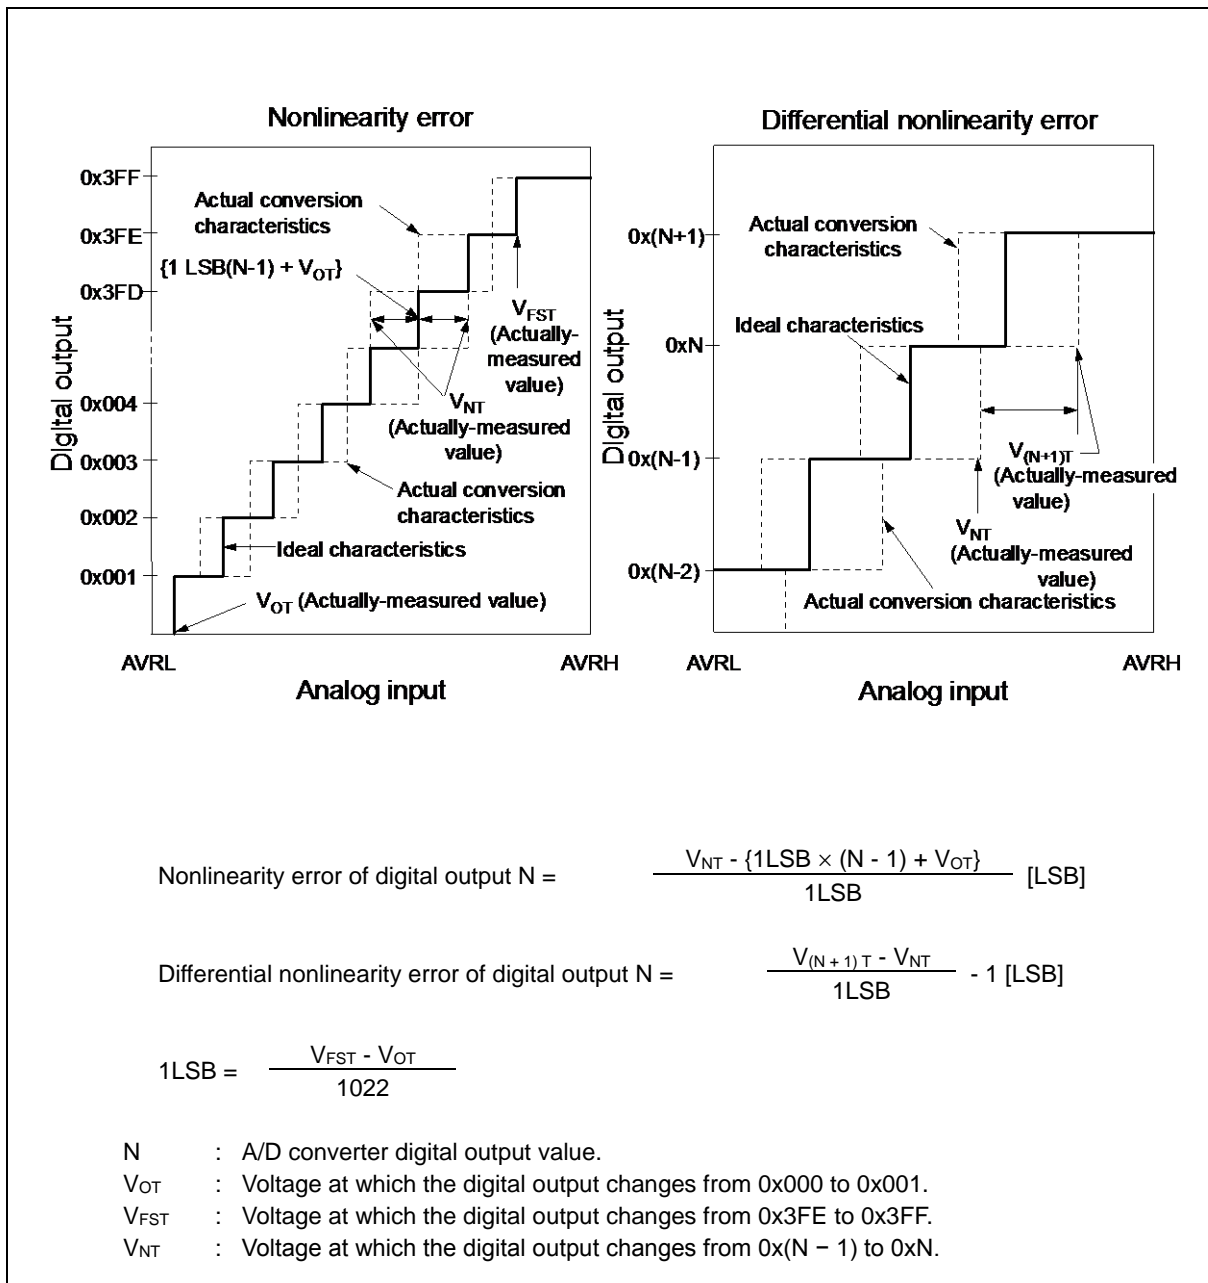 Nonlinearity error
0x3FF
0x3FE
0x3FD
0x004
0x003
0x002
0x001
Digital output
Actual conversion
characteristics
{1 LSB(N-1) + VOT}
VFST
(Actually-
measured
value)
VNT
(Actually-measured
value)
Actual conversion
characteristics
Ideal characteristics
VOT (Actually-measured value)
AVRL
AVRH
Analog input
Differential nonlinearity error
0x(N+1)
0xN
0x(N-1)
0x(N-2)
Digital output
Actual conversion
characteristics
Ideal characteristics
V(N+1)T
(Actually-measured
value)
VNT
(Actually-measured
value)
Actual conversion characteristics
AVRL
AVRH
Analog input
Nonlinearity error of digital output N =
VNT - {1LSB × (N - 1) + VOT}
1LSB
[LSB]
Differential nonlinearity error of digital output N =
V(N + 1) T - VNT
1LSB
- 1 [LSB]
1LSB =
VFST - VOT
1022
N : A/D converter digital output value.
VOT : Voltage at which the digital output changes from 0x000 to 0x001.
VFST : Voltage at which the digital output changes from 0x3FE to 0x3FF.
VNT : Voltage at which the digital output changes from 0x(N − 1) to 0xN.